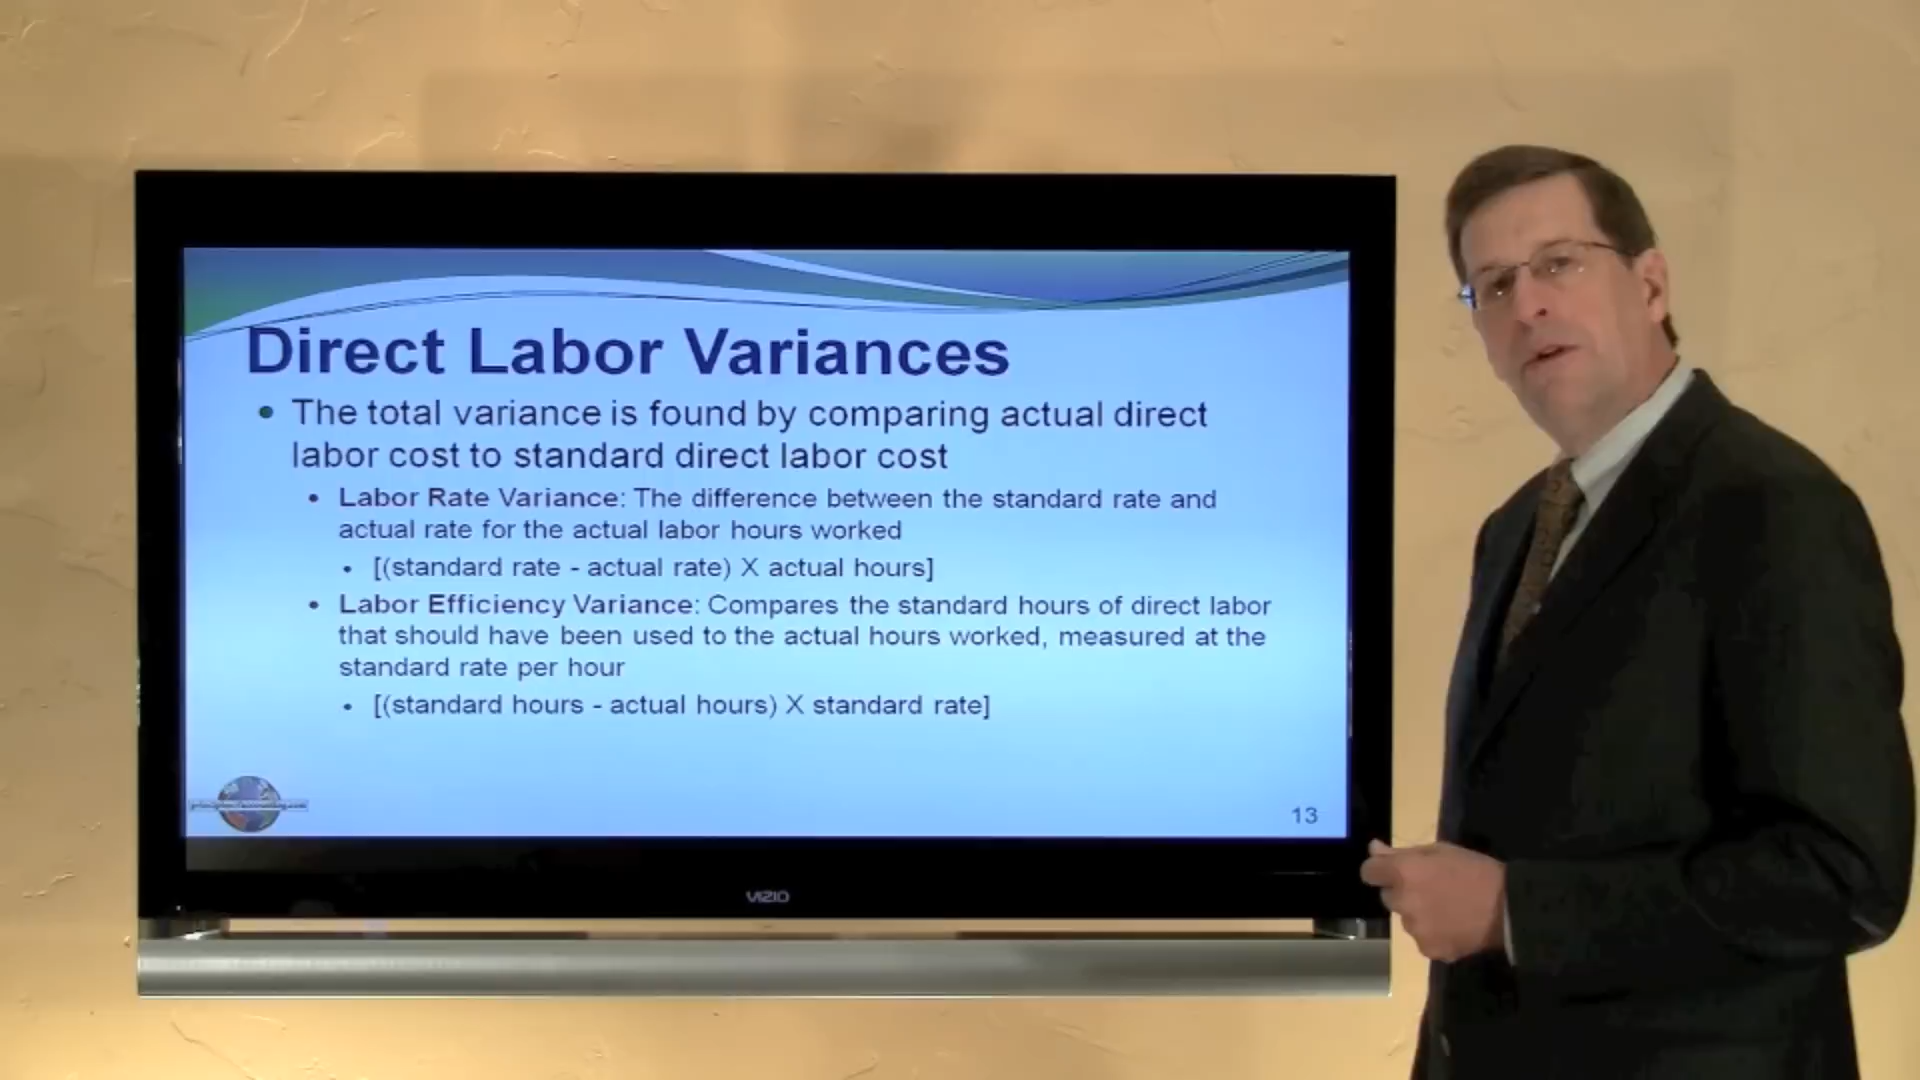 Direct Labor Variances
• The total variance is found by comparing actual direct
labor cost to standard direct labor cost
• Labor Rate Variance: The difference between the standard rate and
actual rate for the actual labor hours worked
• [(standard rate - actual rate) X actual hours]
• Labor Efficiency Variance: Compares the standard hours of direct labor
that should have been used to the actual hours worked, measured at the
standard rate per hour
• [(standard hours - actual hours) X standard rate]
principlesofaccounting.com
13
VIZIO